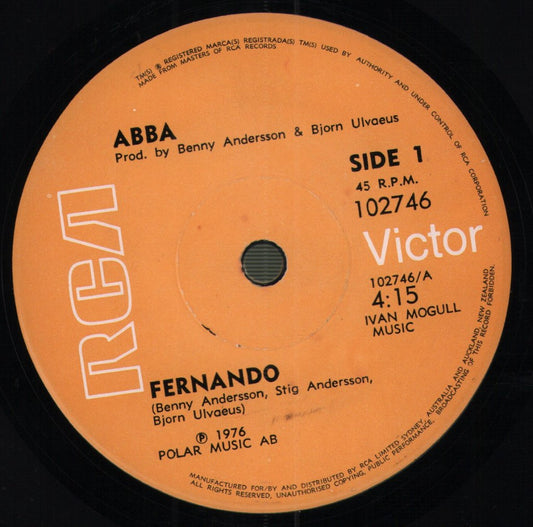 TM(S) ® REGISTERED MARCA(S) REGISTRADA(S) TM(S) USED BY AUTHORITY AND UNDER CONTROL OF RCA CORPORATION
MADE FROM MASTERS OF RCA RECORDS
ABBA
Prod. by Benny Andersson & Bjorn Ulvaeus
SIDE 1
45 R.P.M.
102746
RCA
Victor
102746/A
4:15
IVAN MOGULL
MUSIC
FERNANDO
(Benny Andersson, Stig Andersson,
Bjorn Ulvaeus)
Ⓟ 1976
POLAR MUSIC AB
MANUFACTURED FOR/BY AND DISTRIBUTED BY RCA LIMITED SYDNEY, AUSTRALIA AND AUCKLAND, NEW ZEALAND
ALL RIGHTS RESERVED, UNAUTHORISED COPYING, PUBLIC PERFORMANCE, BROADCASTING OF THIS RECORD FORBIDDEN.